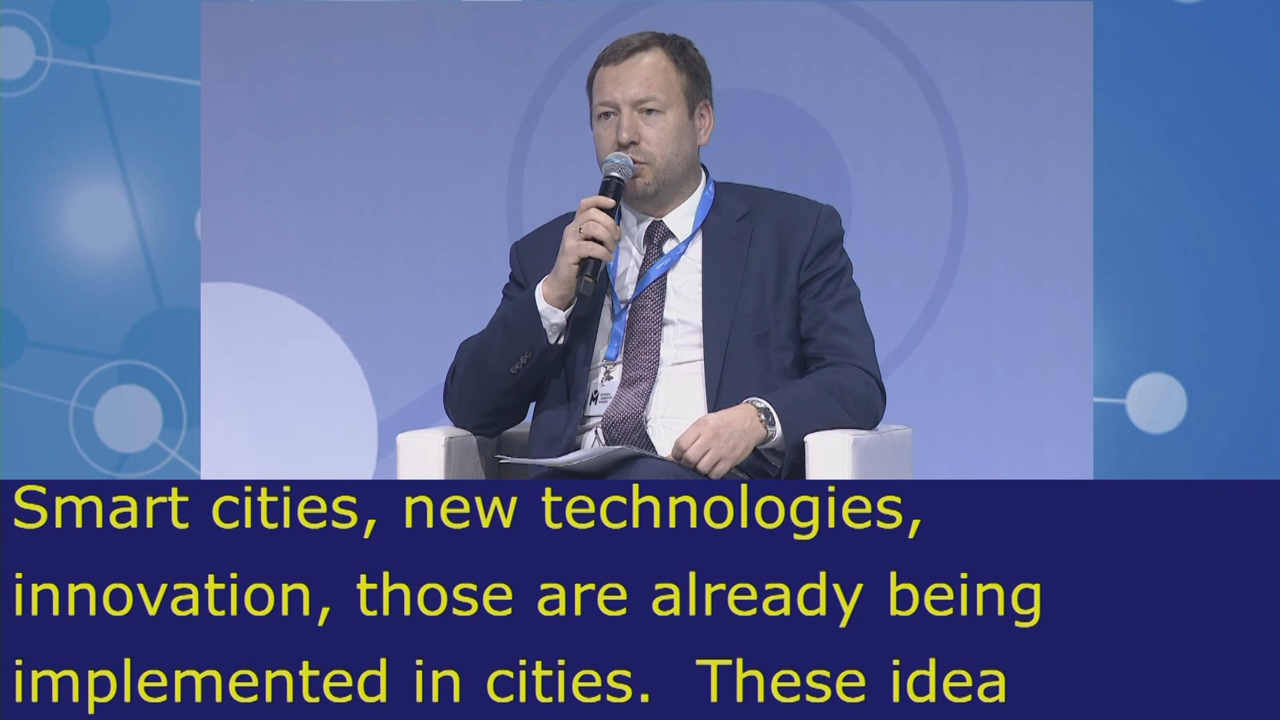 Smart cities, new technologies,
innovation, those are already being
implemented in cities.  These idea